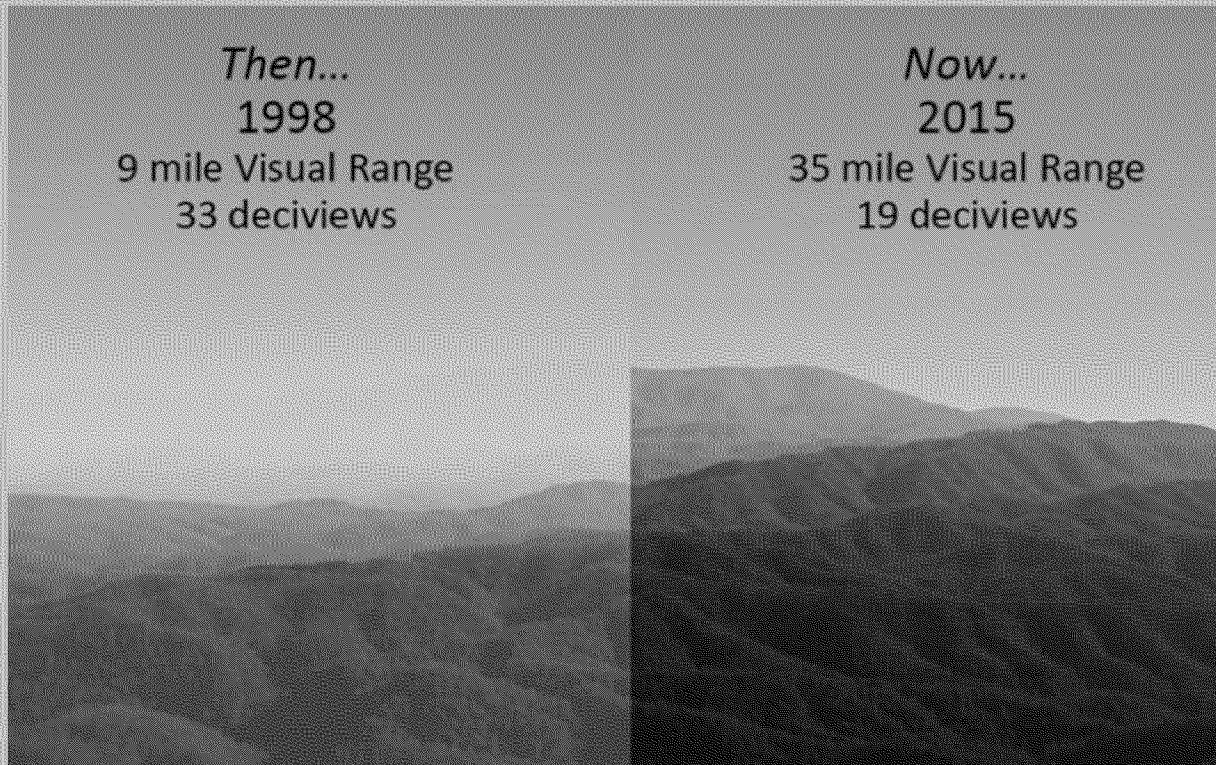 Then...
1998
9 mile Visual Range
33 deciviews
Now...
2015
35 mile Visual Range
19 deciviews